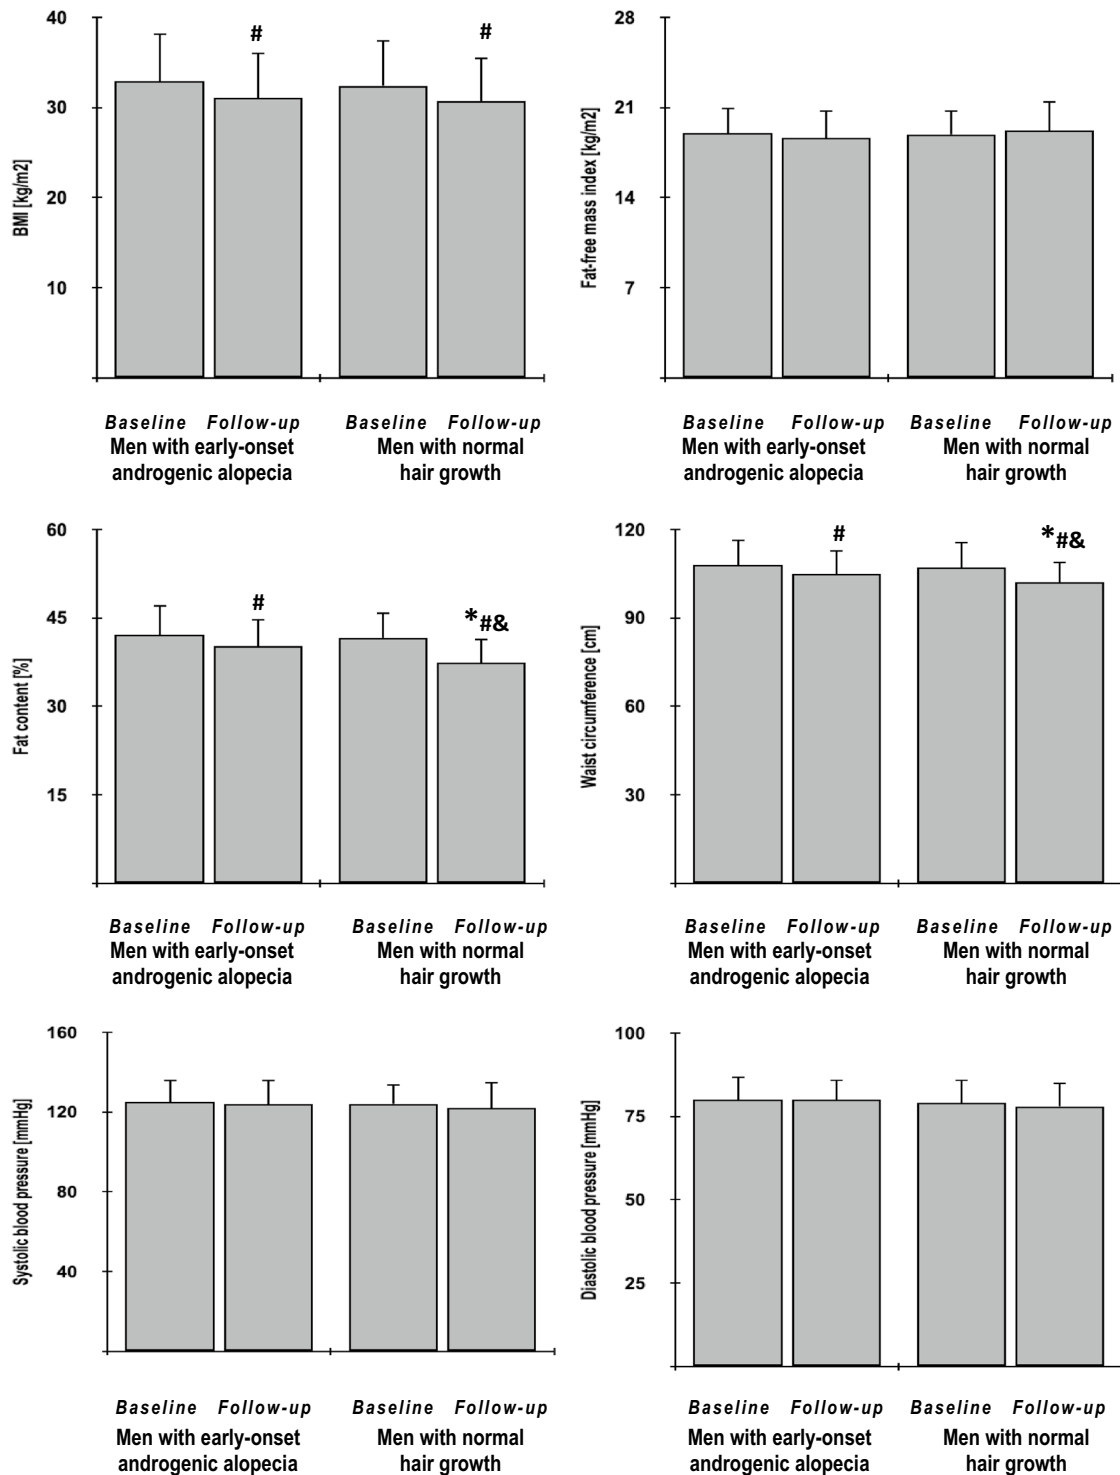 40
30
20
10
BMI [kg/m2]
#
#
Baseline Follow-up
Men with early-onset
androgenic alopecia
Baseline Follow-up
Men with normal
hair growth
28
21
14
7
Fat-free mass index [kg/m2]
Baseline Follow-up
Men with early-onset
androgenic alopecia
Baseline Follow-up
Men with normal
hair growth
60
45
30
15
Fat content [%]
#
*#&
Baseline Follow-up
Men with early-onset
androgenic alopecia
Baseline Follow-up
Men with normal
hair growth
120
90
60
30
Waist circumference [cm]
#
*#&
Baseline Follow-up
Men with early-onset
androgenic alopecia
Baseline Follow-up
Men with normal
hair growth
160
120
80
40
Systolic blood pressure [mmHg]
Baseline Follow-up
Men with early-onset
androgenic alopecia
Baseline Follow-up
Men with normal
hair growth
100
75
50
25
Diastolic blood pressure [mmHg]
Baseline Follow-up
Men with early-onset
androgenic alopecia
Baseline Follow-up
Men with normal
hair growth